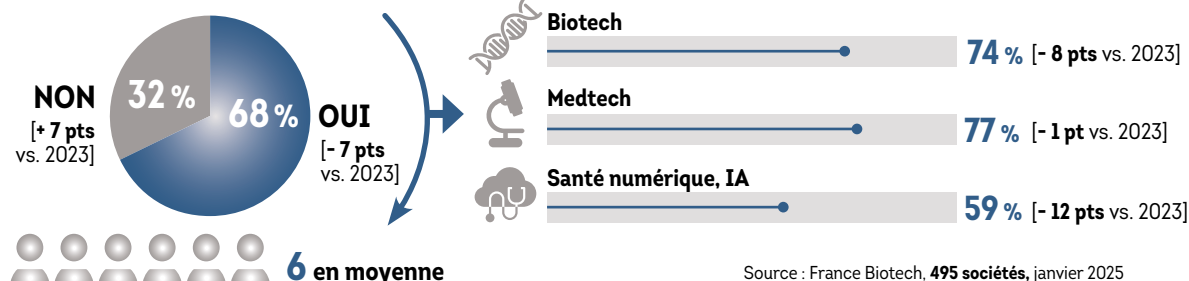 NON
[+ 7 pts
vs. 2023]
32 %
68 %
OUI
[- 7 pts
vs. 2023]
6 en moyenne
Biotech
74 % [- 8 pts vs. 2023]
Medtech
77 % [- 1 pt vs. 2023]
Santé numérique, IA
59 % [- 12 pts vs. 2023]
Source : France Biotech, 495 sociétés, janvier 2025